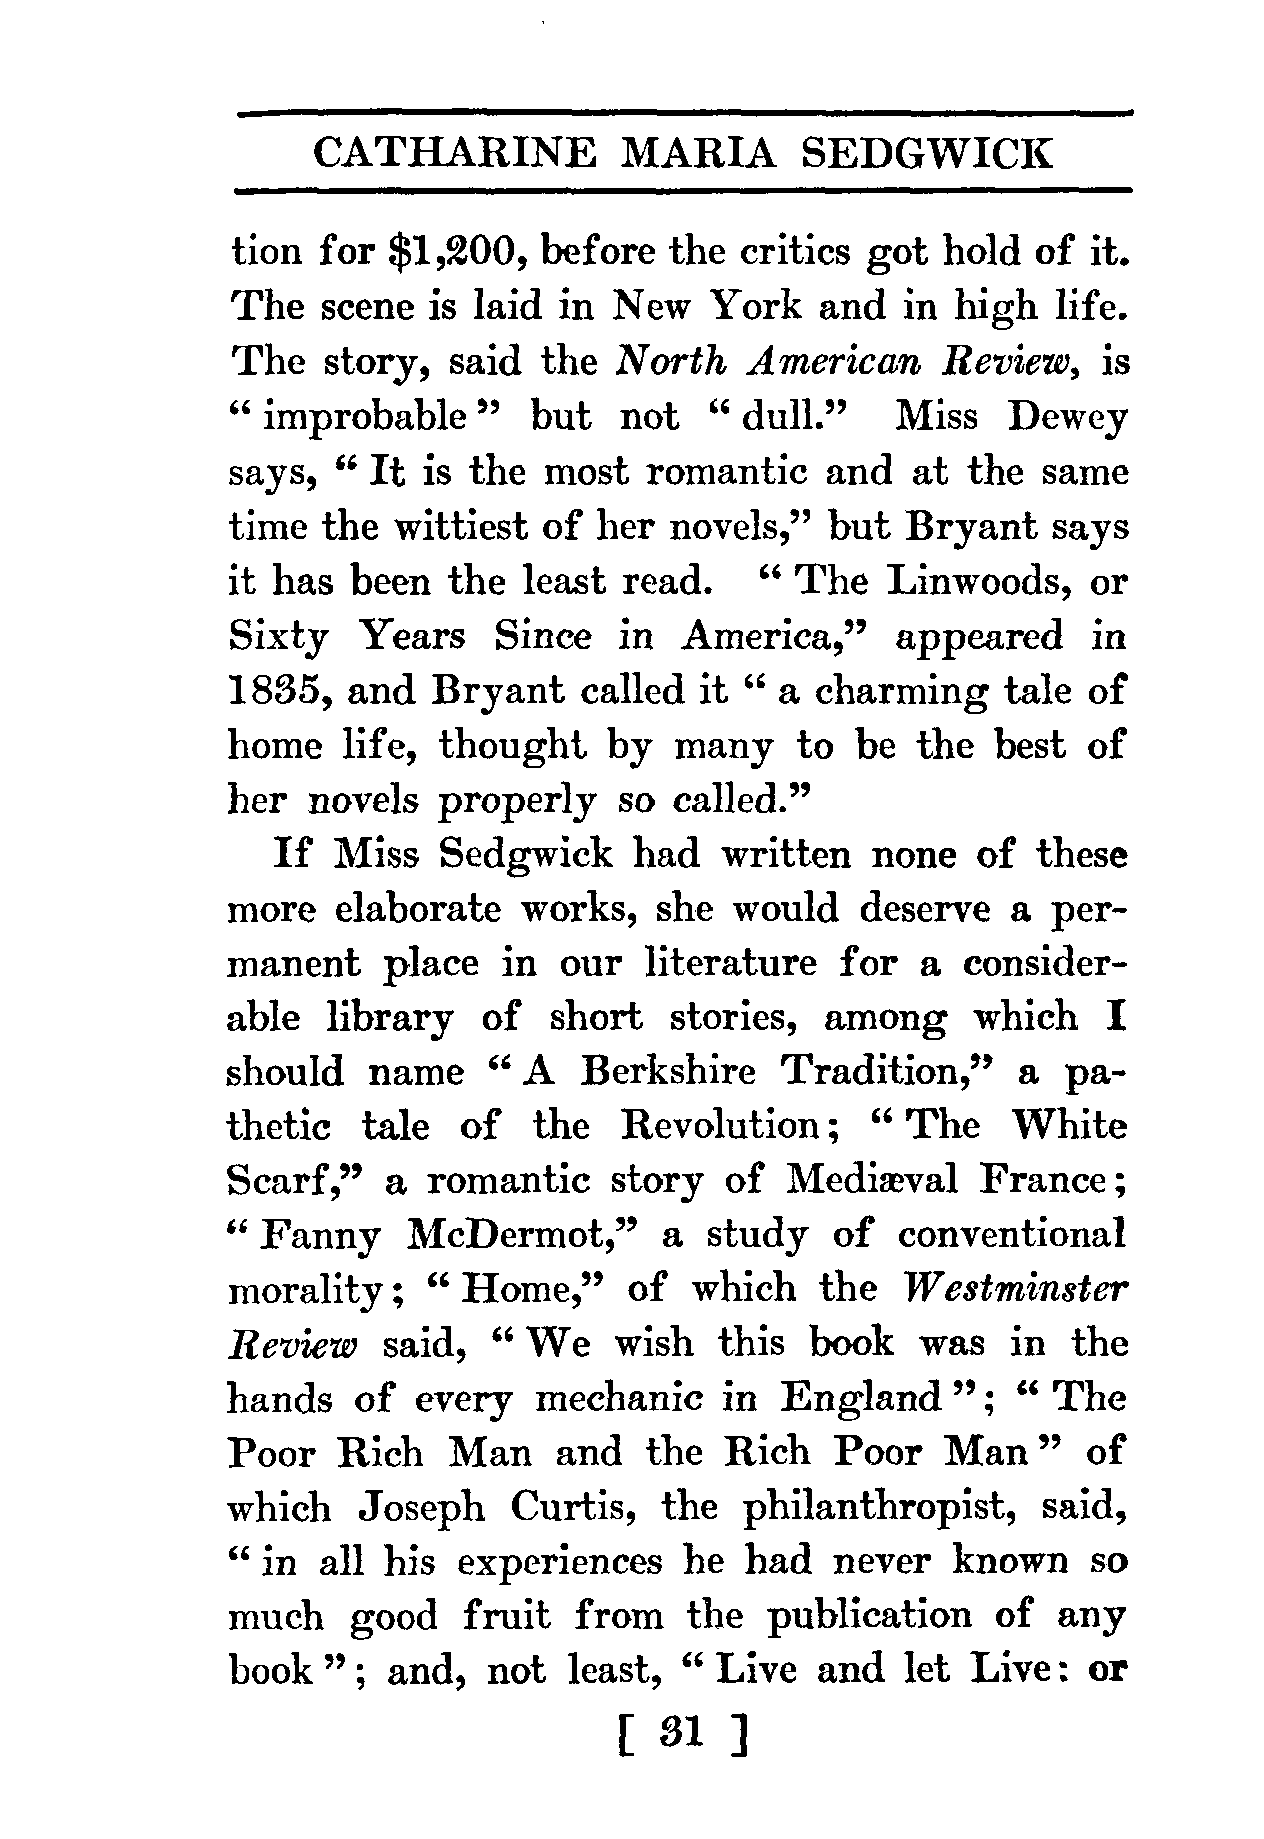 CATHARINE MARIA SEDGWICK
tion for $1,200, before the critics got hold of it.
The scene is laid in New York and in high life.
The story, said the North American Review, is
“ improbable ” but not “ dull.” Miss Dewey
says, “ It is the most romantic and at the same
time the wittiest of her novels,” but Bryant says
it has been the least read. “ The Linwoods, or
Sixty Years Since in America,” appeared in
1835, and Bryant called it “ a charming tale of
home life, thought by many to be the best of
her novels properly so called.”
If Miss Sedgwick had written none of these
more elaborate works, she would deserve a per-
manent place in our literature for a consider-
able library of short stories, among which I
should name “ A Berkshire Tradition,” a pa-
thetic tale of the Revolution; “ The White
Scarf,” a romantic story of Mediæval France;
“ Fanny McDermot,” a study of conventional
morality; “ Home,” of which the Westminster
Review said, “ We wish this book was in the
hands of every mechanic in England ”; “ The
Poor Rich Man and the Rich Poor Man ” of
which Joseph Curtis, the philanthropist, said,
“ in all his experiences he had never known so
much good fruit from the publication of any
book ”; and, not least, “ Live and let Live: or
[ 31 ]